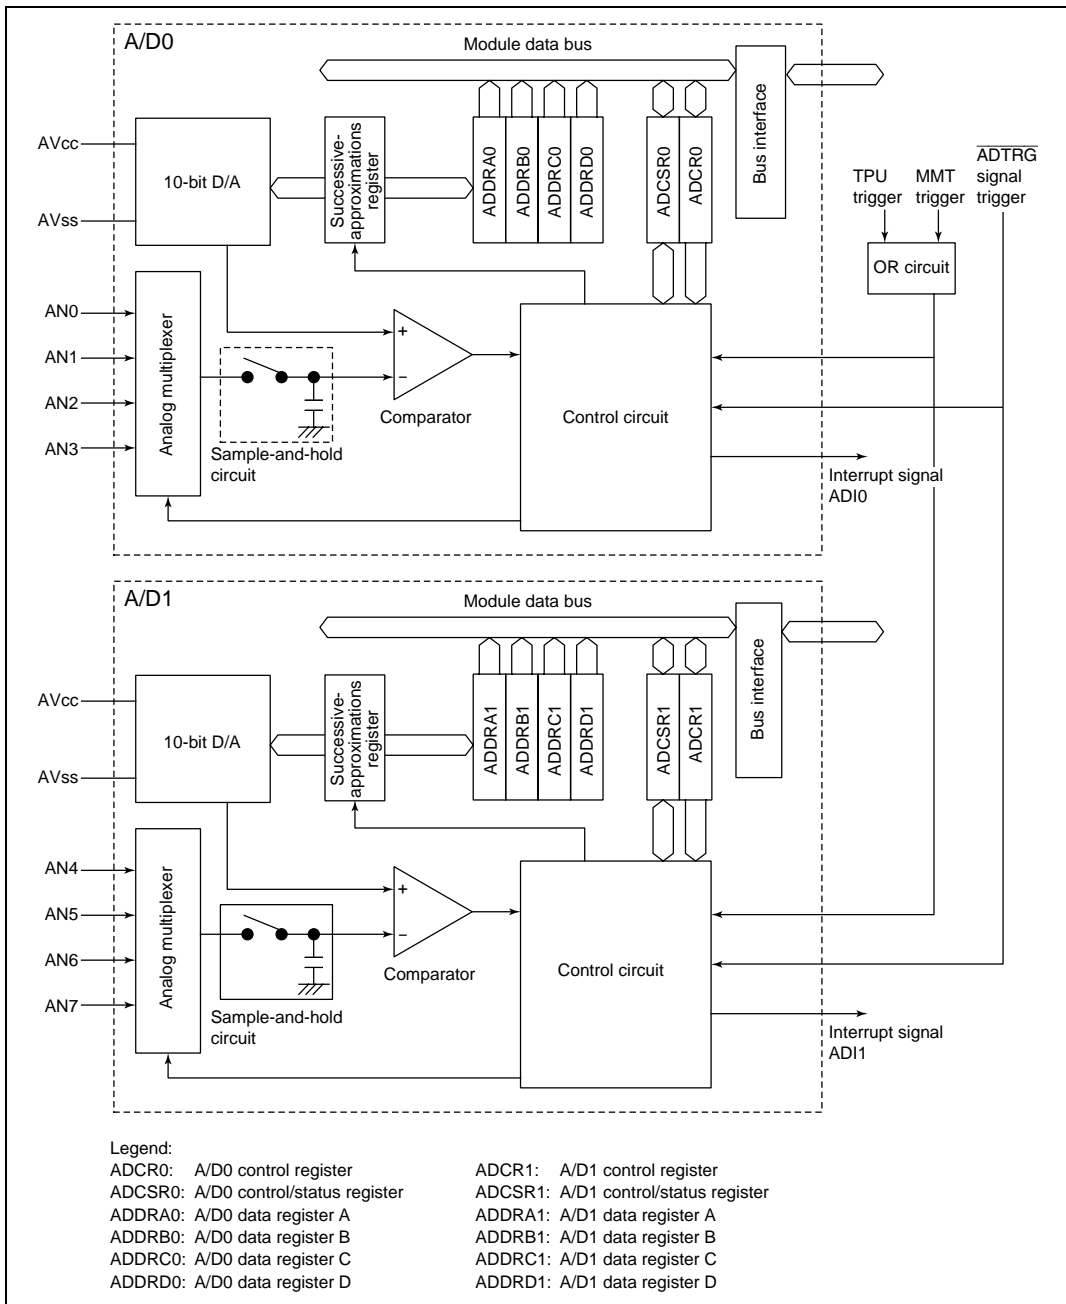 A/D0
Module data bus
AVcc
AVss
10-bit D/A
Successive-
approximations
register
ADDRA0
ADDRB0
ADDRC0
ADDRD0
ADCSR0
ADCR0
Bus interface
TPU
trigger
MMT
trigger
ADTRG
signal
trigger
OR circuit
AN0
AN1
AN2
AN3
Analog multiplexer
+
–
Comparator
Sample-and-hold
circuit
Control circuit
Interrupt signal
ADI0
A/D1
Module data bus
AVcc
AVss
10-bit D/A
Successive-
approximations
register
ADDRA1
ADDRB1
ADDRC1
ADDRD1
ADCSR1
ADCR1
Bus interface
AN4
AN5
AN6
AN7
Analog multiplexer
+
–
Comparator
Sample-and-hold
circuit
Control circuit
Interrupt signal
ADI1
Legend:
ADCR0: A/D0 control register
ADCSR0: A/D0 control/status register
ADDRA0: A/D0 data register A
ADDRB0: A/D0 data register B
ADDRC0: A/D0 data register C
ADDRD0: A/D0 data register D
ADCR1: A/D1 control register
ADCSR1: A/D1 control/status register
ADDRA1: A/D1 data register A
ADDRB1: A/D1 data register B
ADDRC1: A/D1 data register C
ADDRD1: A/D1 data register D